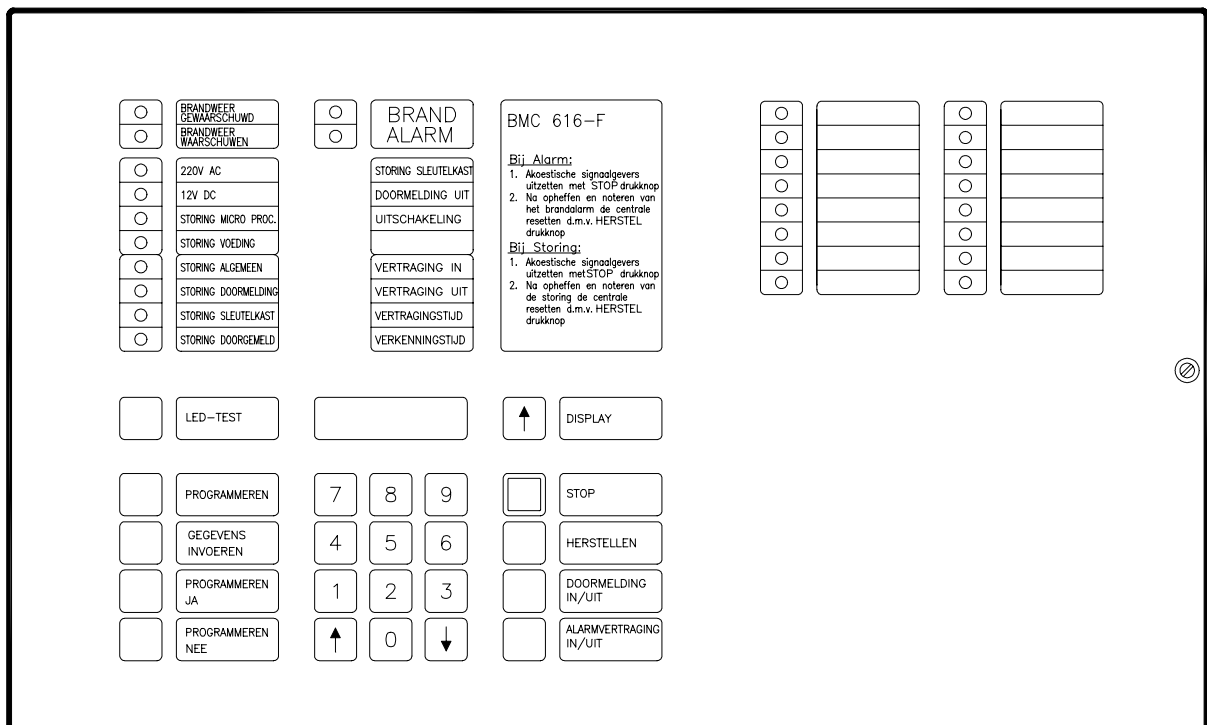 BRANDWEER
GEWAARSCHUWD
BRANDWEER
WAARSCHUWEN
220V AC
12V DC
STORING MICRO PROC.
STORING VOEDING
STORING ALGEMEEN
STORING DOORMELDING
STORING SLEUTELKAST
STORING DOORGEMELD
BRAND
ALARM
STORING SLEUTELKAST
DOORMELDING UIT
UITSCHAKELING
VERTRAGING IN
VERTRAGING UIT
VERTRAGINGSTIJD
VERKENNINGSTIJD
BMC 616-F
Bij Alarm:
1. Akoestische signaalgevers
uitzetten met STOP drukknop
2. Na opheffen en noteren van
het brandalarm de centrale
resetten d.m.v. HERSTEL
drukknop
Bij Storing:
1. Akoestische signaalgevers
uitzetten met STOP drukknop
2. Na opheffen en noteren van
de storing de centrale
resetten d.m.v. HERSTEL
drukknop
LED-TEST
↑ DISPLAY
PROGRAMMEREN
GEGEVENS
INVOEREN
PROGRAMMEREN
JA
PROGRAMMEREN
NEE
7 8 9
4 5 6
1 2 3
↑ 0 ↓
STOP
HERSTELLEN
DOORMELDING
IN/UIT
ALARMVERTRAGING
IN/UIT